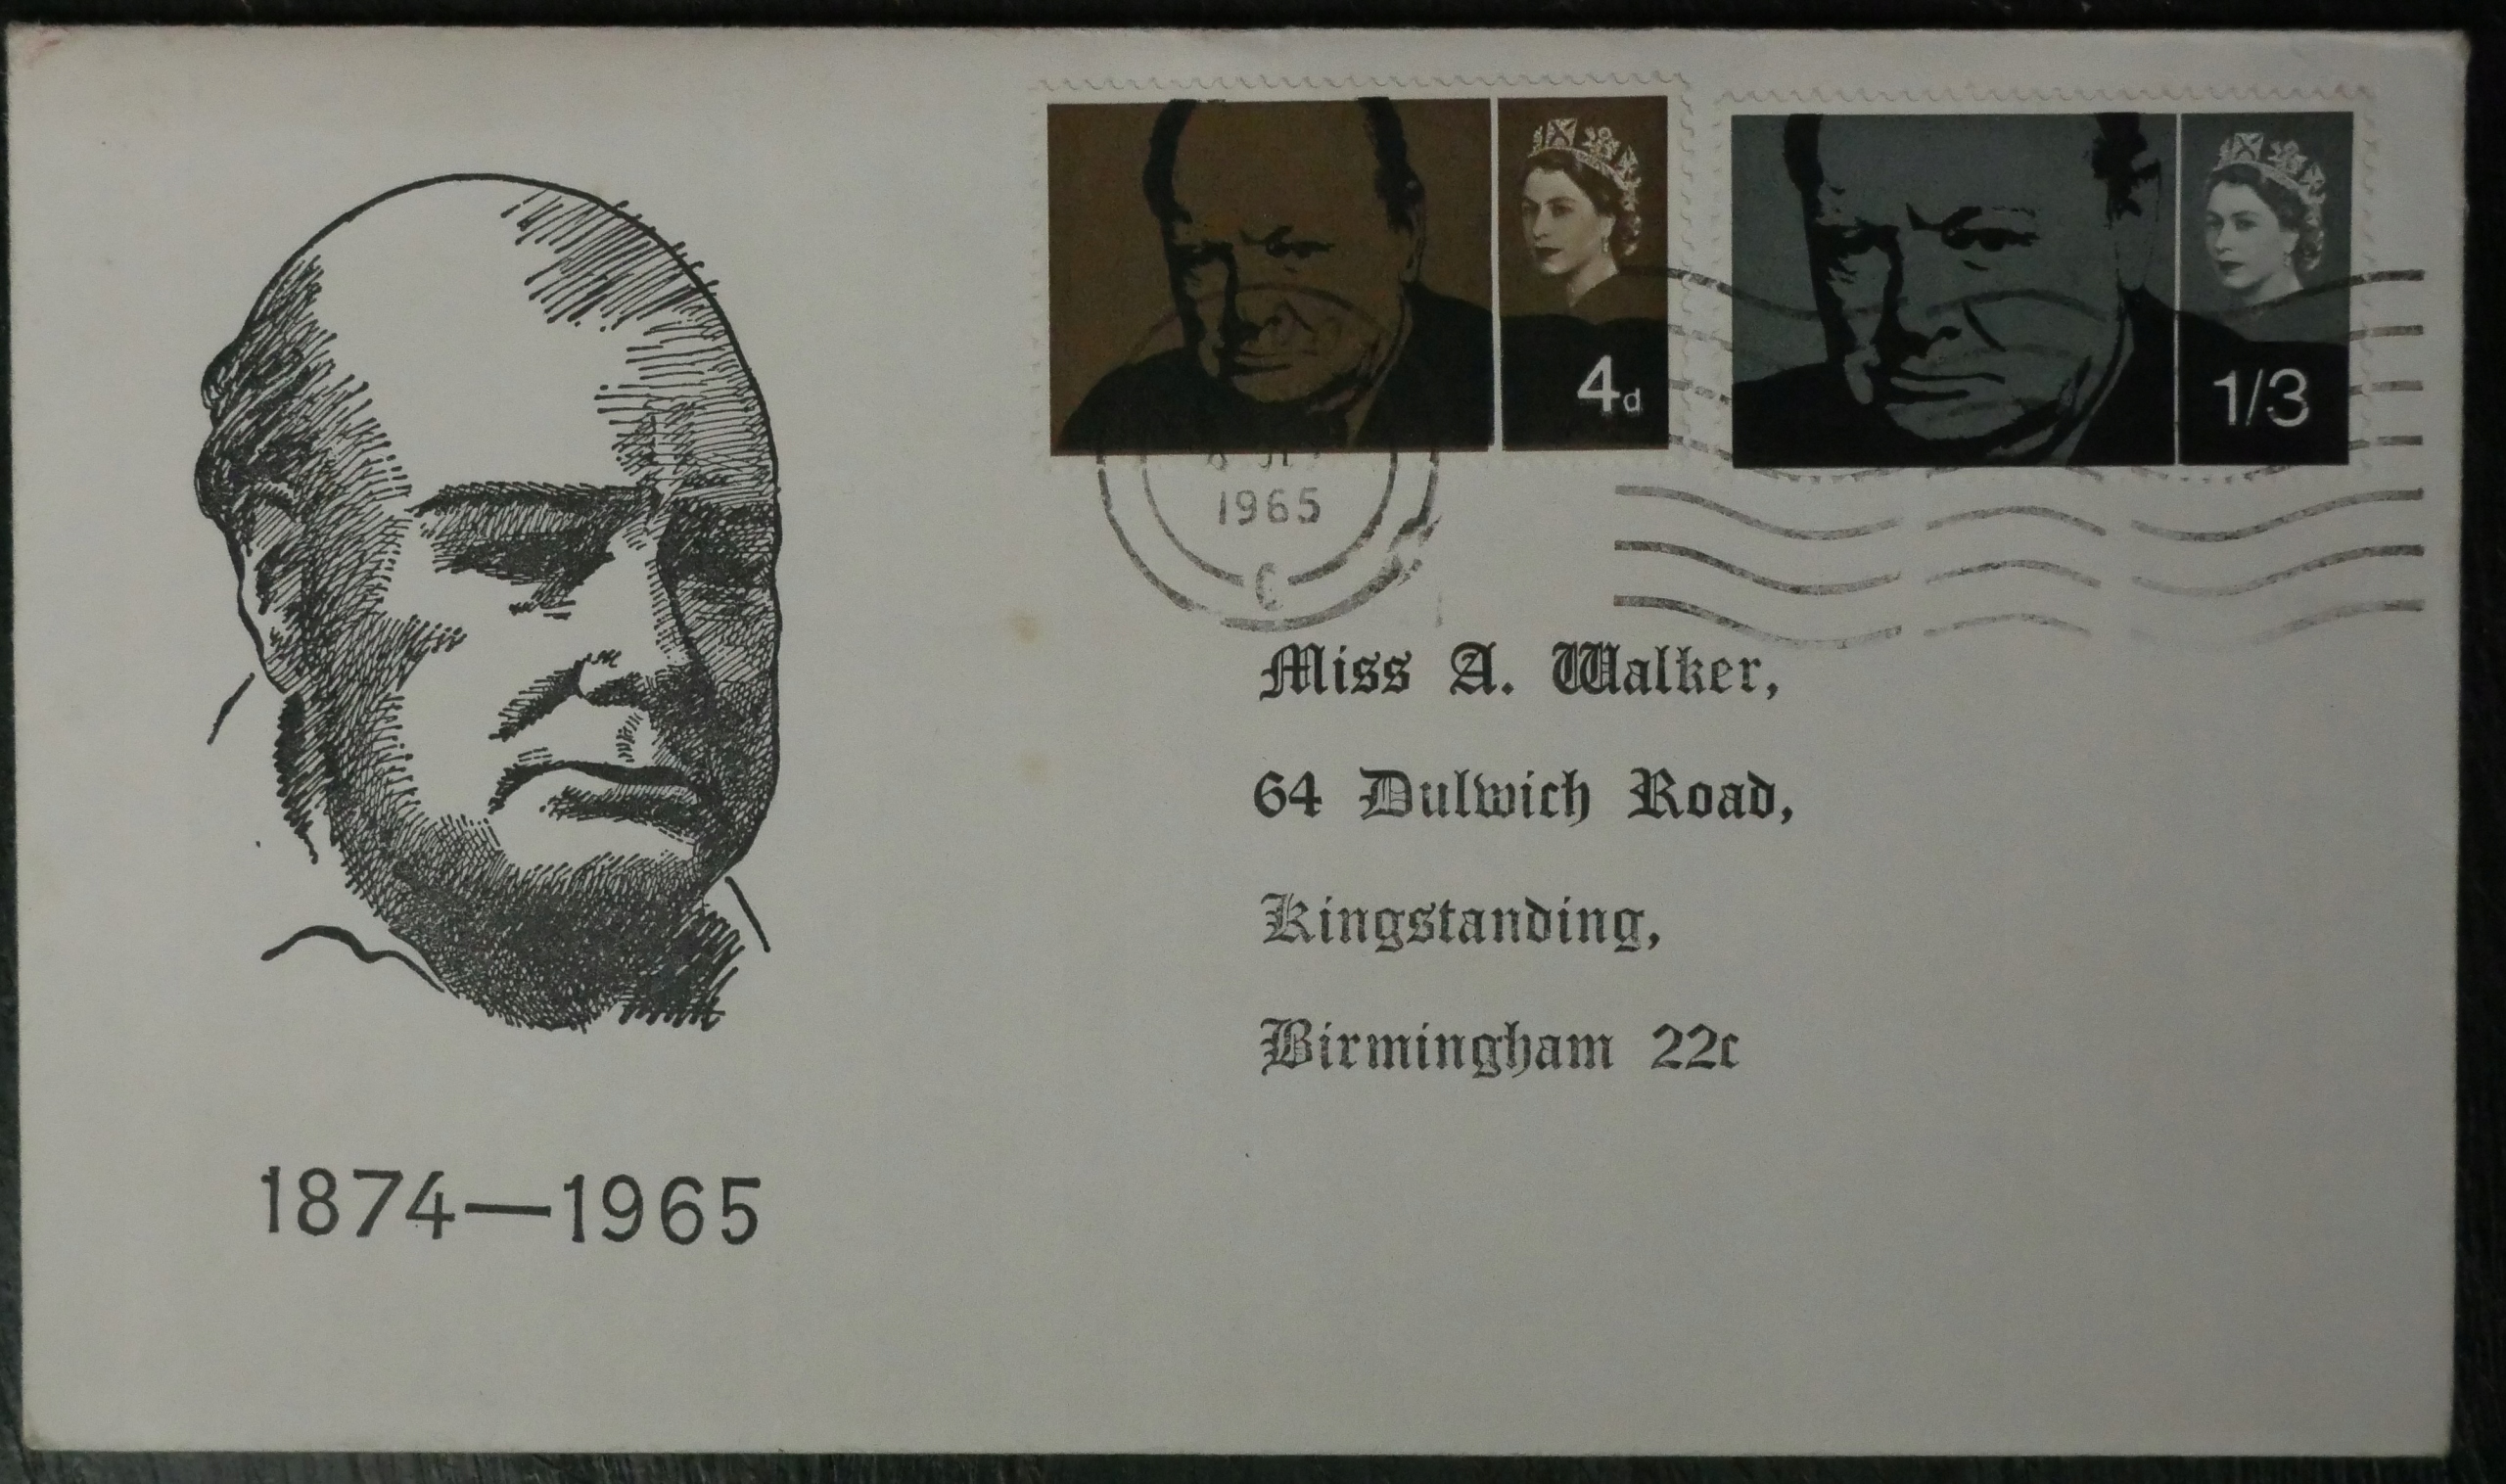 4d
1/3
1965
C
Miss A. Walker,
64 Dulwich Road,
Kingstanding,
Birmingham 22c
1874—1965